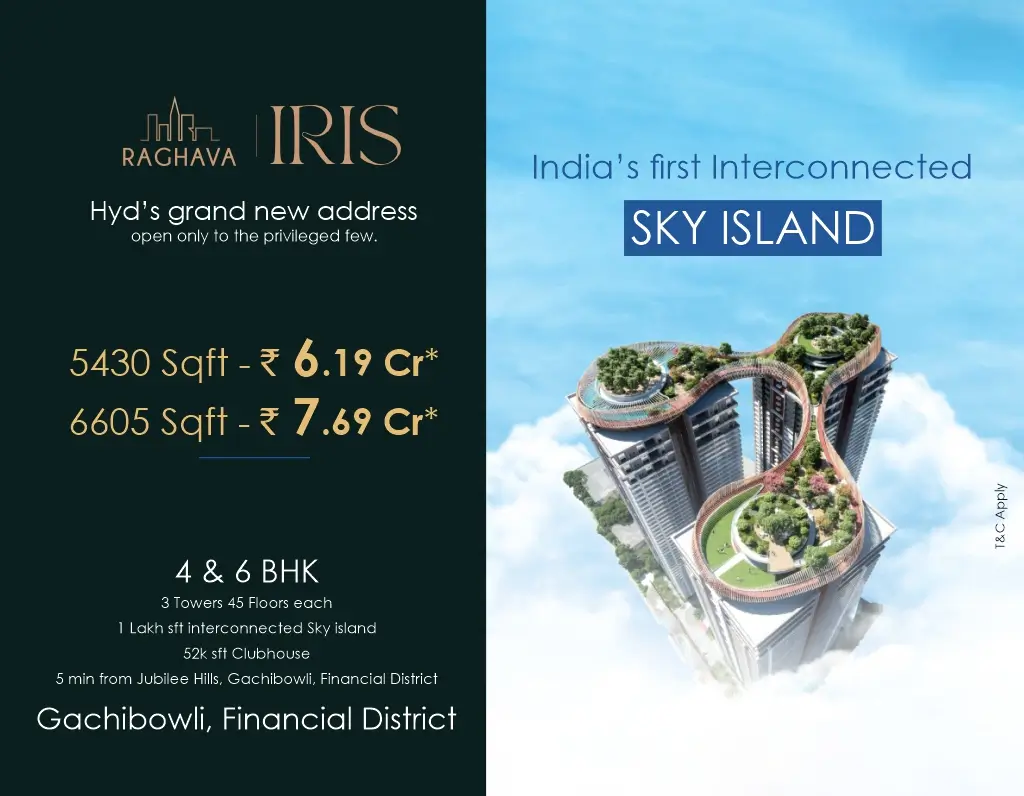 RAGHAVA | IRIS
Hyd's grand new address
open only to the privileged few.
5430 Sqft - ₹ 6.19 Cr*
6605 Sqft - ₹ 7.69 Cr*
4 & 6 BHK
3 Towers 45 Floors each
1 Lakh sft interconnected Sky island
52k sft Clubhouse
5 min from Jubilee Hills, Gachibowli, Financial District
Gachibowli, Financial District
India's first Interconnected
SKY ISLAND
T&C Apply